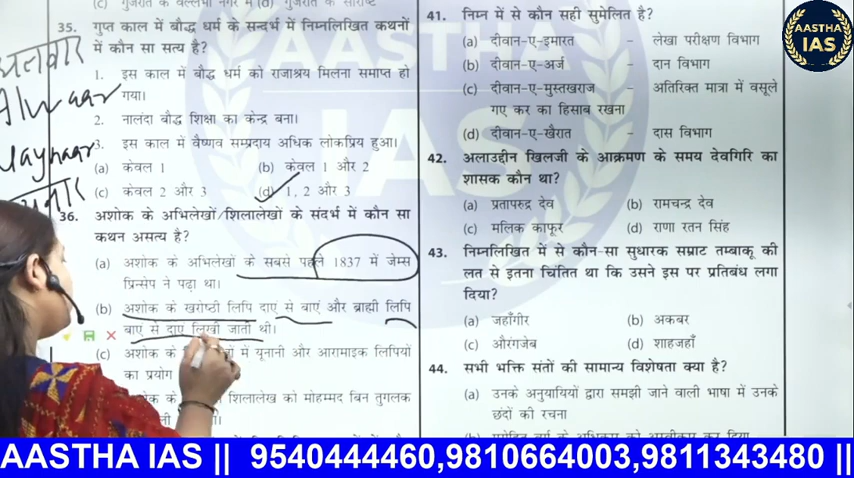 (c) गुजरात के वल्लभी नगर में (d) गुजरात के सौराष्ट
35. गुप्त काल में बौद्ध धर्म के सन्दर्भ में निम्नलिखित कथनों
में कौन सा सत्य है?
1. इस काल में बौद्ध धर्म को राजाश्रय मिलना समाप्त हो
गया।
2. नालंदा बौद्ध शिक्षा का केन्द्र बना।
3. इस काल में वैष्णव सम्प्रदाय अधिक लोकप्रिय हुआ।
(a) केवल 1 (b) केवल 1 और 2
(c) केवल 2 और 3 (d) 1, 2 और 3
36. अशोक के अभिलेखों/शिलालेखों के संदर्भ में कौन सा
कथन असत्य है?
(a) अशोक के अभिलेखों के सबसे पहले 1837 में जेम्स
प्रिन्सेप ने पढ़ा था।
(b) अशोक के खरोष्ठी लिपि दाएं से बाएं और ब्राह्मी लिपि
बाएं से दाएं लिखी जाती थी।
(c) अशोक के में यूनानी और आरामाइक लिपियों
का प्रयोग
के शिलालेख को मोहम्मद बिन तुगलक
41. निम्न में से कौन सही सुमेलित है?
(a) दीवान-ए-इमारत – लेखा परीक्षण विभाग
(b) दीवान-ए-अर्ज – दान विभाग
(c) दीवान-ए-मुस्तखराज – अतिरिक्त मात्रा में वसूले
गए कर का हिसाब रखना
(d) दीवान-ए-खैरात – दास विभाग
42. अलाउद्दीन खिलजी के आक्रमण के समय देवगिरि का
शासक कौन था?
(a) प्रतापरुद्र देव (b) रामचन्द्र देव
(c) मलिक काफूर (d) राणा रतन सिंह
43. निम्नलिखित में से कौन-सा सुधारक सम्राट तम्बाकू की
लत से इतना चिंतित था कि उसने इस पर प्रतिबंध लगा
दिया?
(a) जहाँगीर (b) अकबर
(c) औरंगजेब (d) शाहजहाँ
44. सभी भक्ति संतों की सामान्य विशेषता क्या है?
(a) उनके अनुयायियों द्वारा समझी जाने वाली भाषा में उनके
छंदों की रचना
AASTHA
IAS
AASTHA IAS || 9540444460,9810664003,9811343480 ||